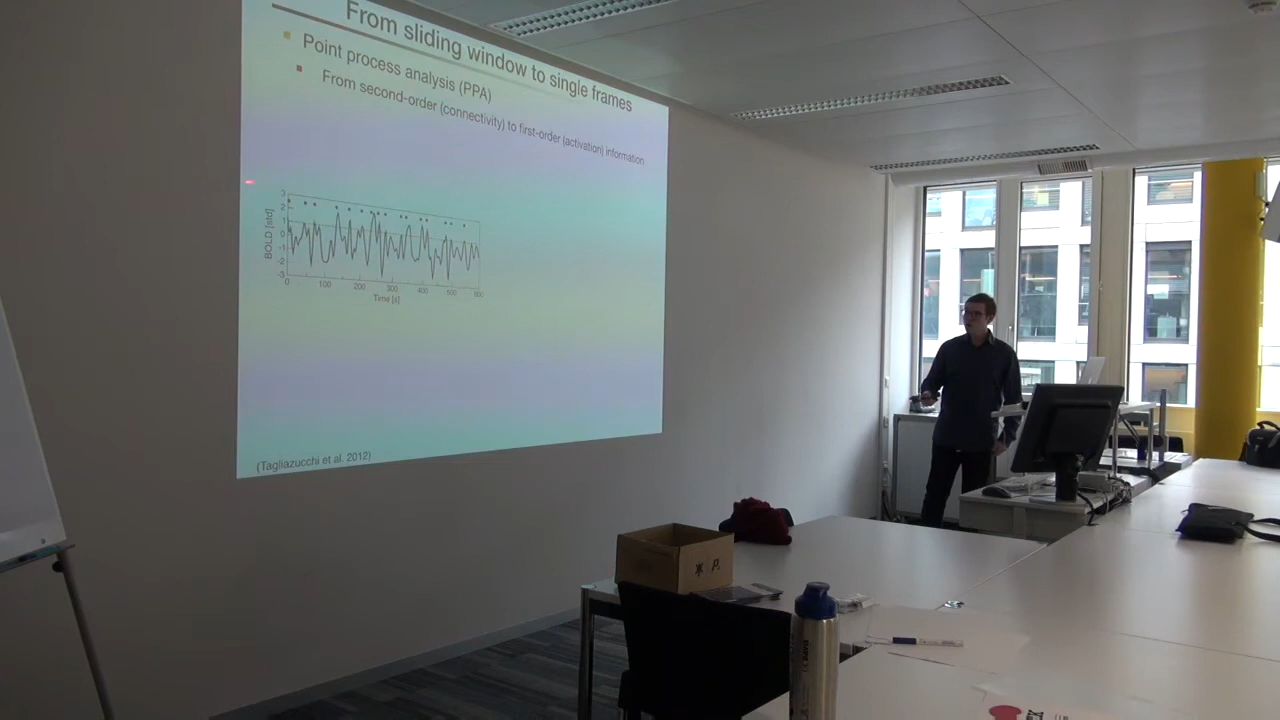 From sliding window to single frames
Point process analysis (PPA)
From second-order (connectivity) to first-order (activation) information
3
2
1
0
-1
-2
-3
BOLD [std]
0 100 200 300 400 500 600
Time [s]
(Tagliazucchi et al. 2012)
P.